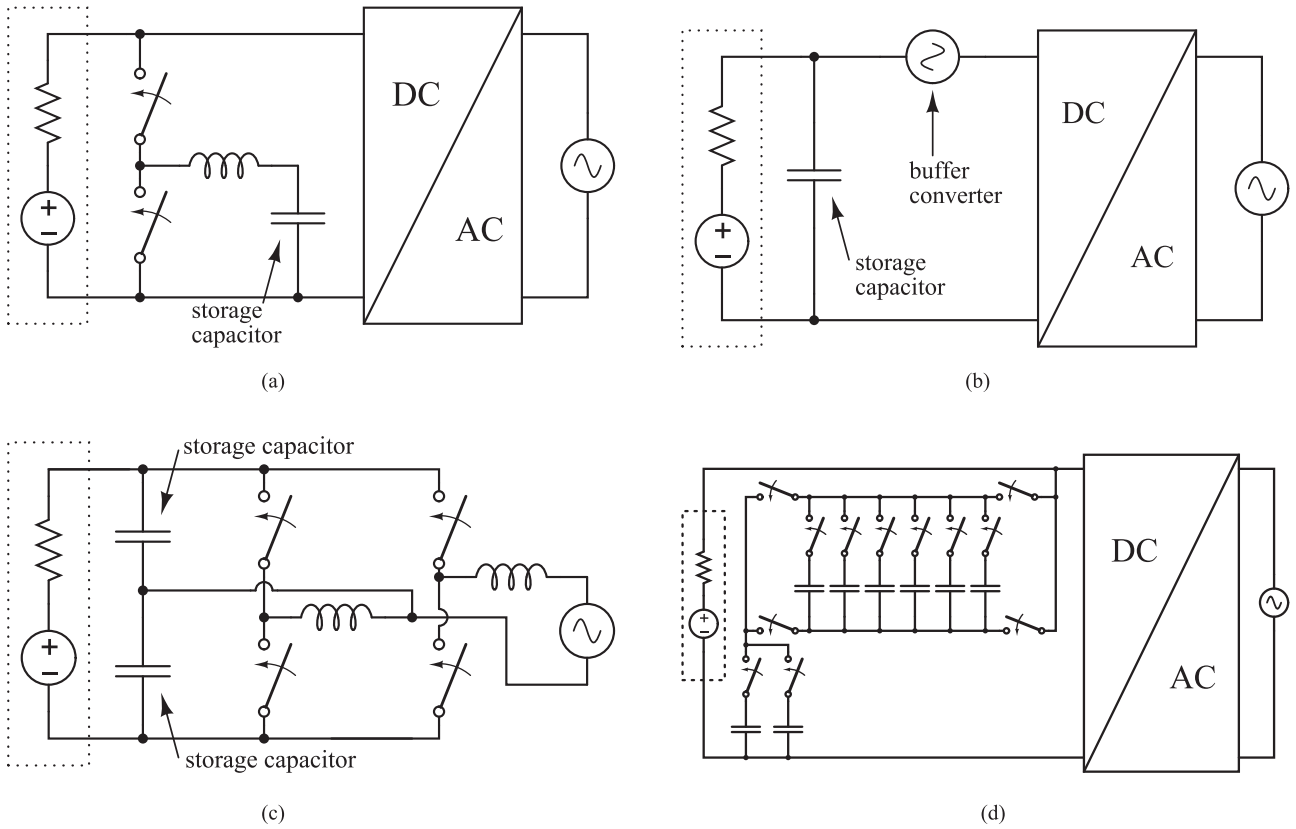 DC
AC
storage
capacitor
(a)
DC
AC
buffer
converter
storage
capacitor
(b)
storage capacitor
storage capacitor
(c)
DC
AC
(d)